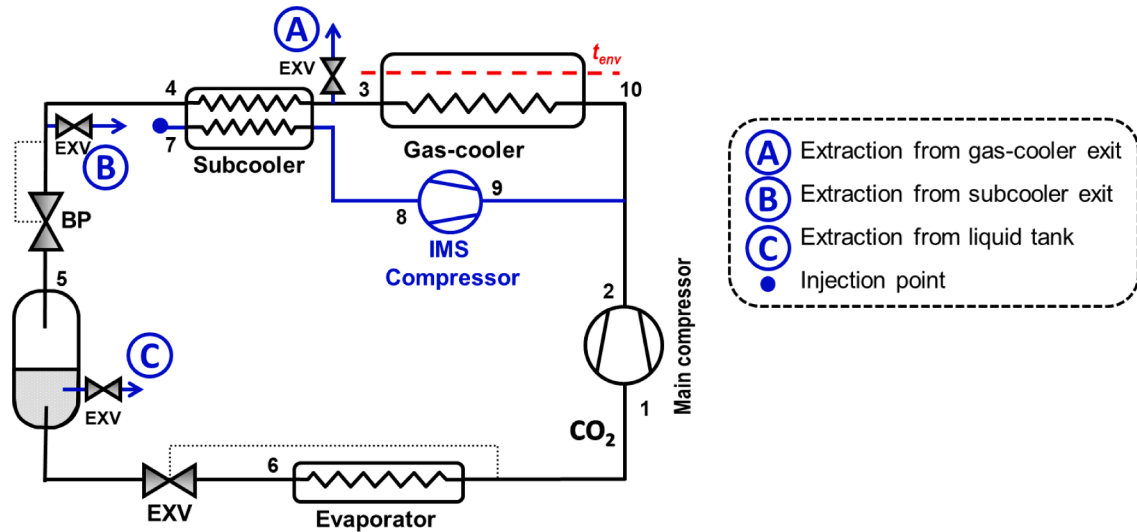 A
EXV
t_env
4
3
10
7
Subcooler
Gas-cooler
EXV
B
8
9
IMS
Compressor
BP
5
2
Main compressor
C
EXV
1
CO₂
6
EXV
Evaporator
A Extraction from gas-cooler exit
B Extraction from subcooler exit
C Extraction from liquid tank
Injection point